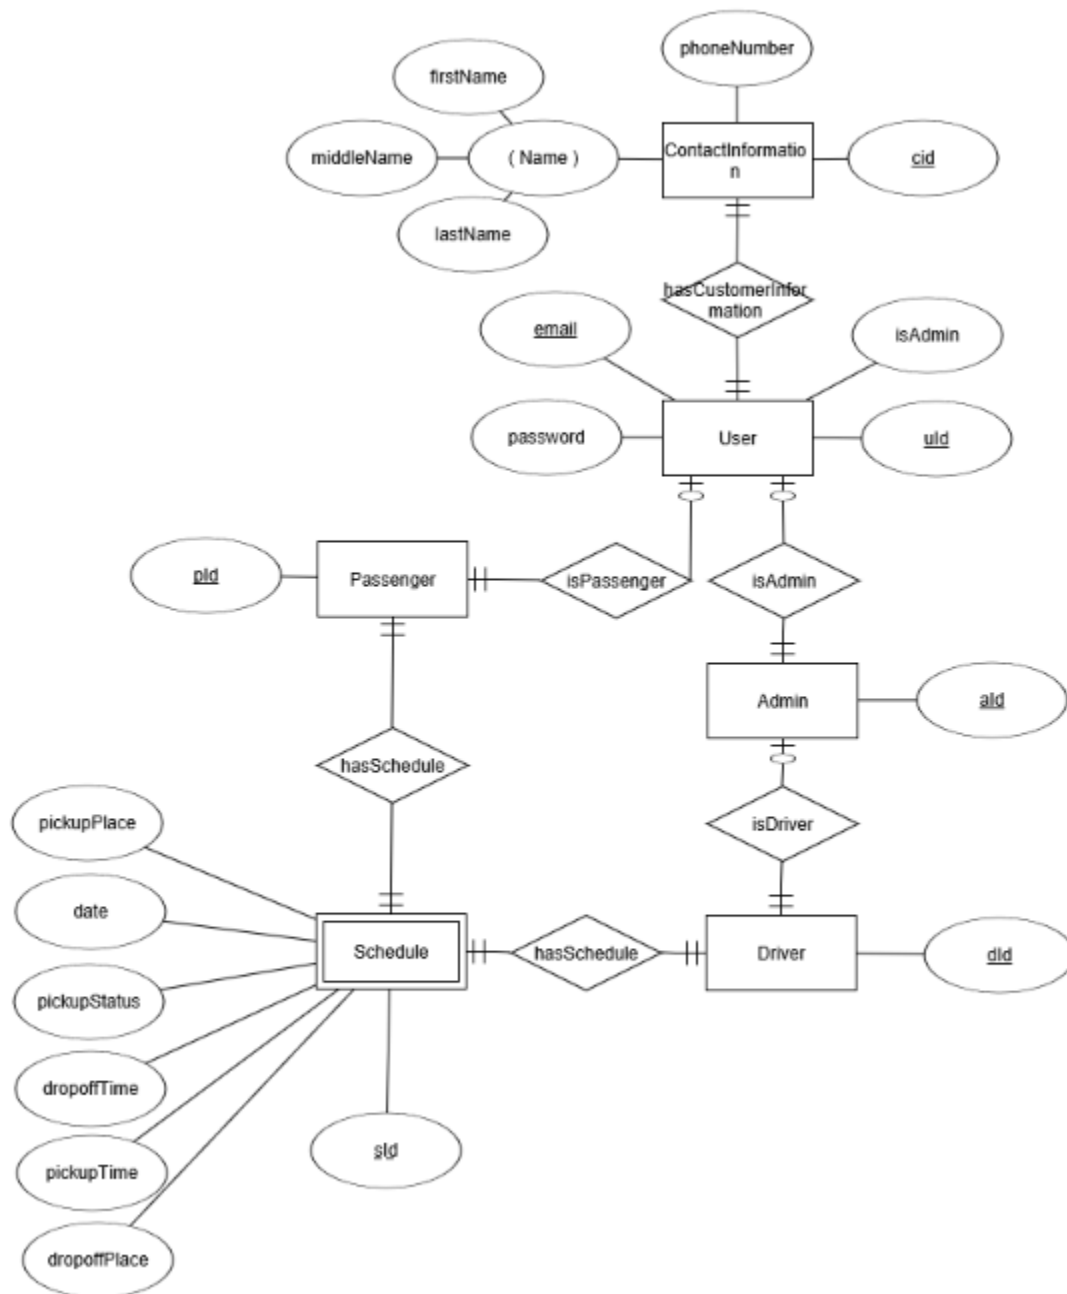 phoneNumber
firstName
middleName
( Name )
ContactInformatio
n
cid
lastName
hasCustomerInfor
mation
email
isAdmin
password
User
uId
pId
Passenger
isPassenger
isAdmin
Admin
aId
hasSchedule
pickupPlace
isDriver
date
Schedule
hasSchedule
Driver
dId
pickupStatus
dropoffTime
sId
pickupTime
dropoffPlace